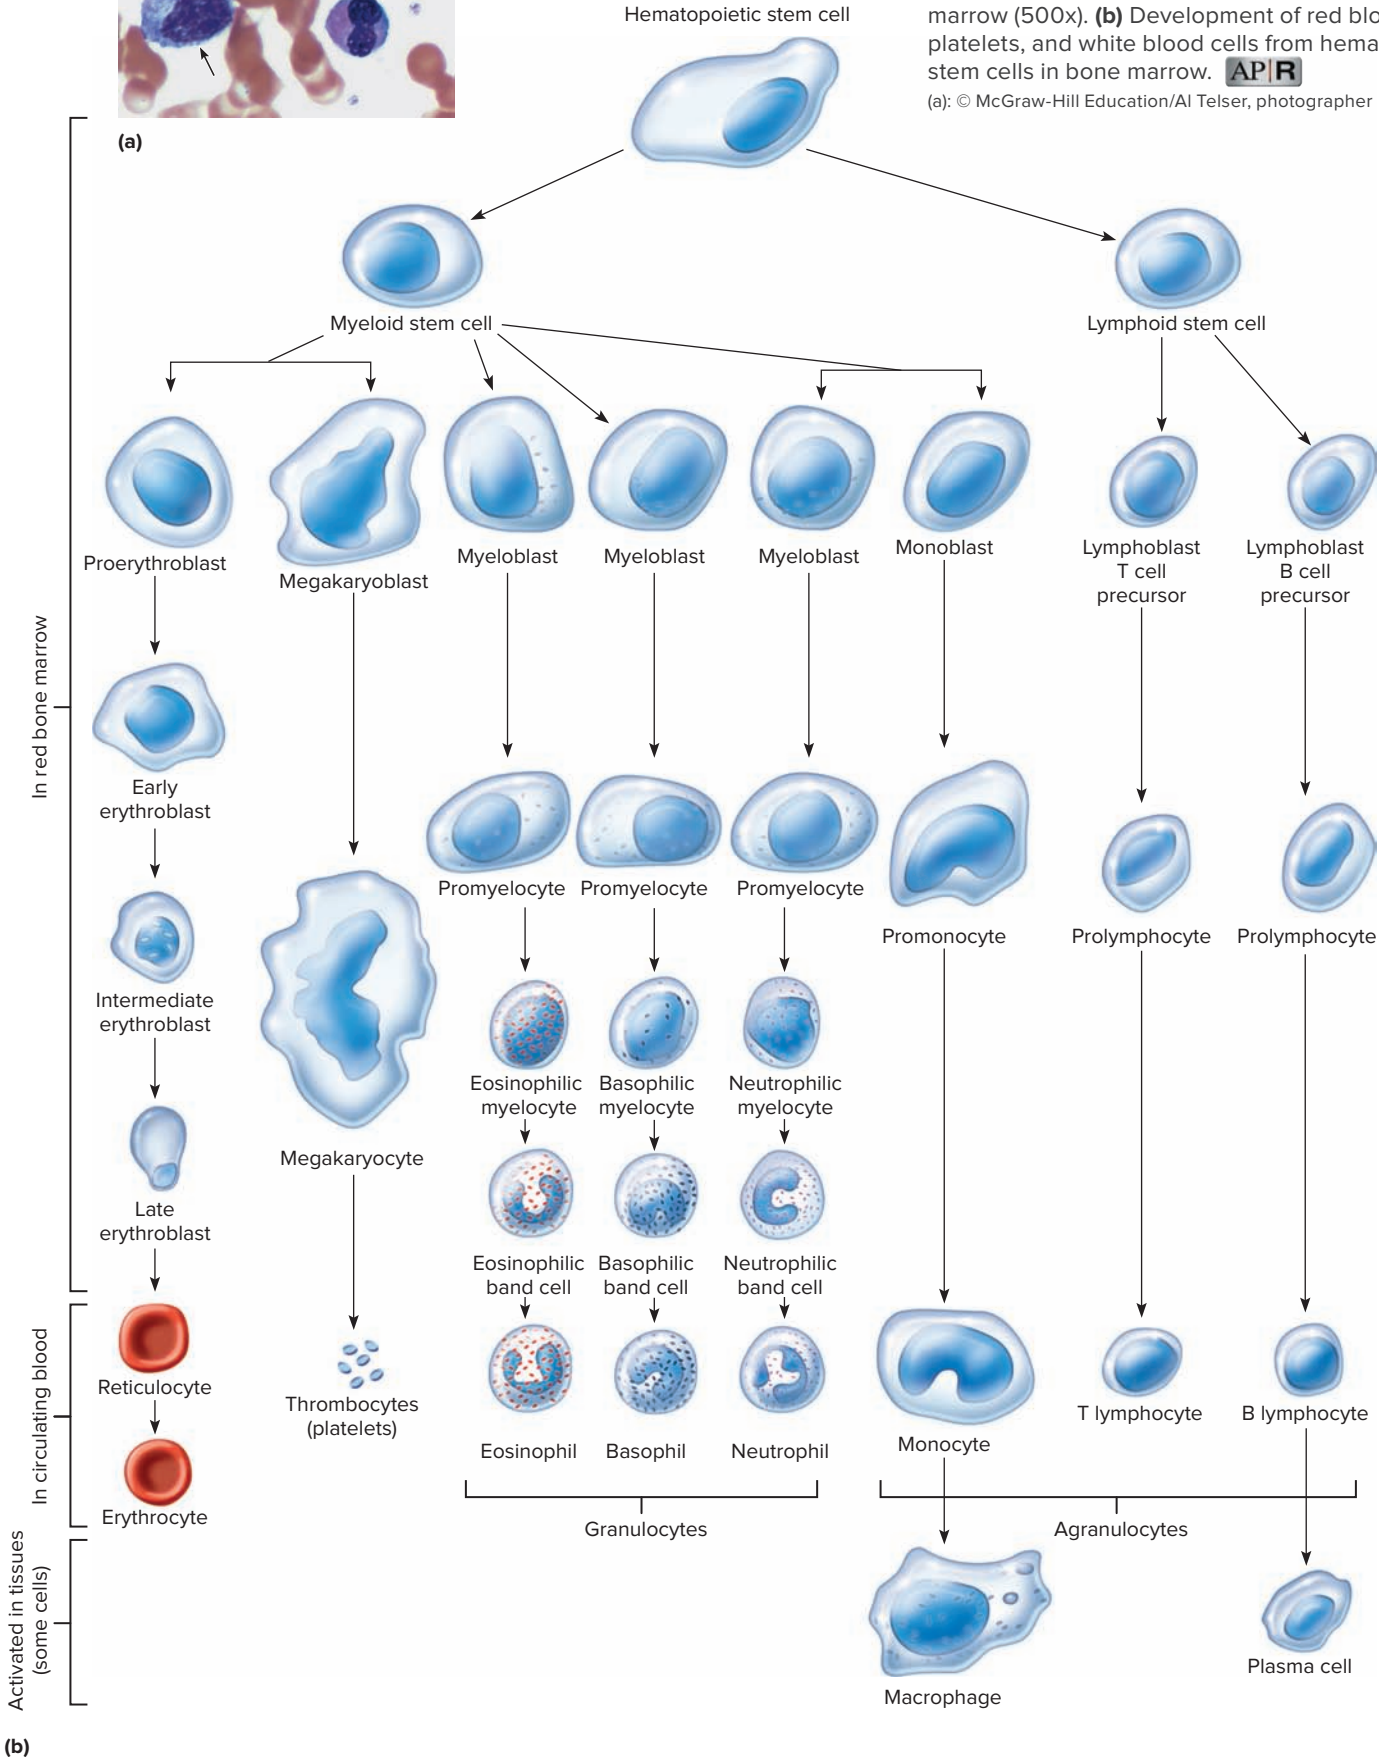 Hematopoietic stem cell
marrow (500x). (b) Development of red blo
platelets, and white blood cells from hema
stem cells in bone marrow. AP|R
(a): © McGraw-Hill Education/Al Telser, photographer
(a)
Myeloid stem cell
Lymphoid stem cell
Proerythroblast
Megakaryoblast
Myeloblast
Myeloblast
Myeloblast
Monoblast
Lymphoblast
T cell
precursor
Lymphoblast
B cell
precursor
In red bone marrow
Early
erythroblast
Promyelocyte
Promyelocyte
Promyelocyte
Promonocyte
Prolymphocyte
Prolymphocyte
Intermediate
erythroblast
Eosinophilic
myelocyte
Basophilic
myelocyte
Neutrophilic
myelocyte
Megakaryocyte
Late
erythroblast
Eosinophilic
band cell
Basophilic
band cell
Neutrophilic
band cell
In circulating blood
Reticulocyte
Thrombocytes
(platelets)
Eosinophil
Basophil
Neutrophil
Monocyte
T lymphocyte
B lymphocyte
Erythrocyte
Granulocytes
Agranulocytes
Activated in tissues
(some cells)
Macrophage
Plasma cell
(b)